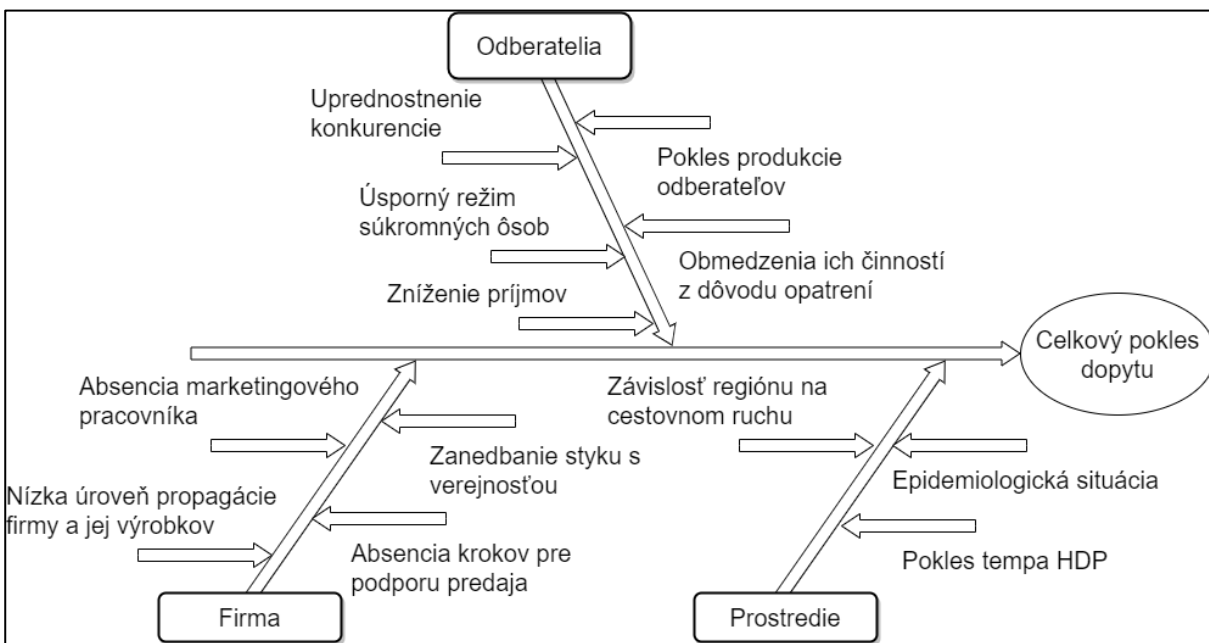 Odberatelia
Uprednostnenie
konkurencie
Pokles produkcie
odberateľov
Úsporný režim
súkromných ôsob
Obmedzenia ich činností
z dôvodu opatrení
Zníženie príjmov
Celkový pokles
dopytu
Absencia marketingového
pracovníka
Závislosť regiónu na
cestovnom ruchu
Zanedbanie styku s
verejnosťou
Epidemiologická situácia
Nízka úroveň propagácie
firmy a jej výrobkov
Absencia krokov pre
podporu predaja
Pokles tempa HDP
Firma
Prostredie